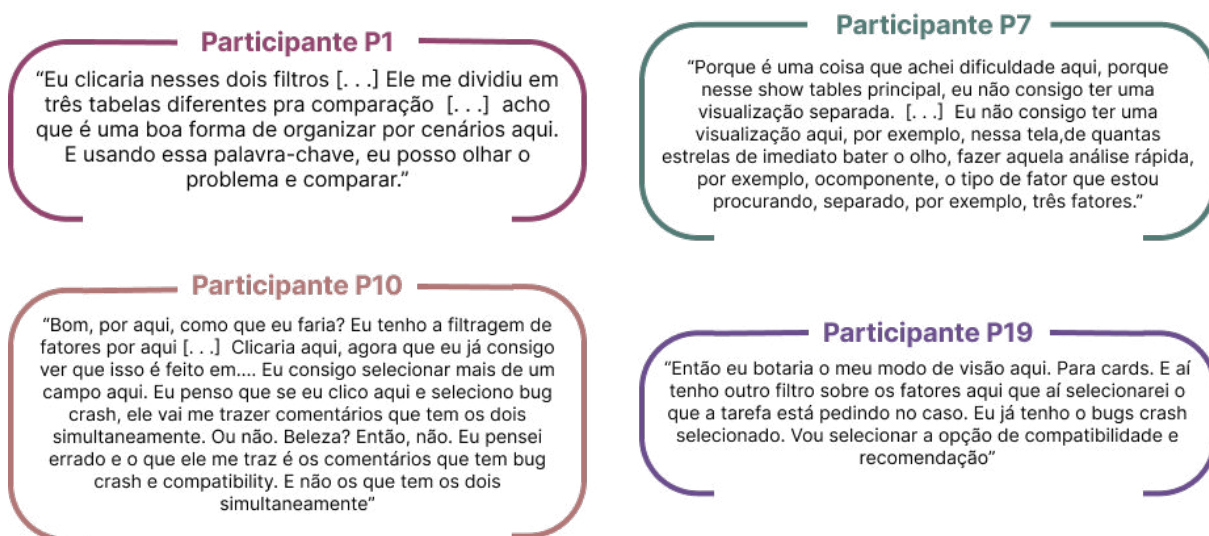 Participante P1
“Eu clicaria nesses dois filtros [. . .] Ele me dividiu em
três tabelas diferentes pra comparação [. . .] acho
que é uma boa forma de organizar por cenários aqui.
E usando essa palavra-chave, eu posso olhar o
problema e comparar.”
Participante P7
“Porque é uma coisa que achei dificuldade aqui, porque
nesse show tables principal, eu não consigo ter uma
visualização separada. [. . .] Eu não consigo ter uma
visualização aqui, por exemplo, nessa tela,de quantas
estrelas de imediato bater o olho, fazer aquela análise rápida,
por exemplo, ocomponente, o tipo de fator que estou
procurando, separado, por exemplo, três fatores.”
Participante P10
“Bom, por aqui, como que eu faria? Eu tenho a filtragem de
fatores por aqui [. . .] Clicaria aqui, agora que eu já consigo
ver que isso é feito em.... Eu consigo selecionar mais de um
campo aqui. Eu penso que se eu clico aqui e seleciono bug
crash, ele vai me trazer comentários que tem os dois
simultaneamente. Ou não. Beleza? Então, não. Eu pensei
errado e o que ele me traz é os comentários que tem bug
crash e compatibility. E não os que tem os dois
simultaneamente”
Participante P19
“Então eu botaria o meu modo de visão aqui. Para cards. E aí
tenho outro filtro sobre os fatores aqui que aí selecionarei o
que a tarefa está pedindo no caso. Eu já tenho o bugs crash
selecionado. Vou selecionar a opção de compatibilidade e
recomendação”